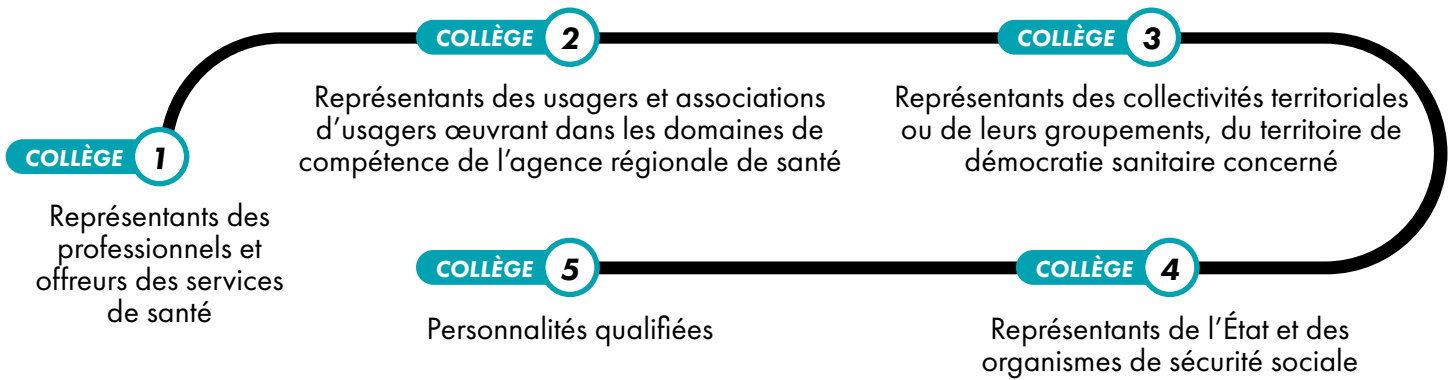 COLLÈGE 1
Représentants des
professionnels et
offreurs des services
de santé
COLLÈGE 2
Représentants des usagers et associations
d’usagers œuvrant dans les domaines de
compétence de l’agence régionale de santé
COLLÈGE 3
Représentants des collectivités territoriales
ou de leurs groupements, du territoire de
démocratie sanitaire concerné
COLLÈGE 4
Représentants de l’État et des
organismes de sécurité sociale
COLLÈGE 5
Personnalités qualifiées